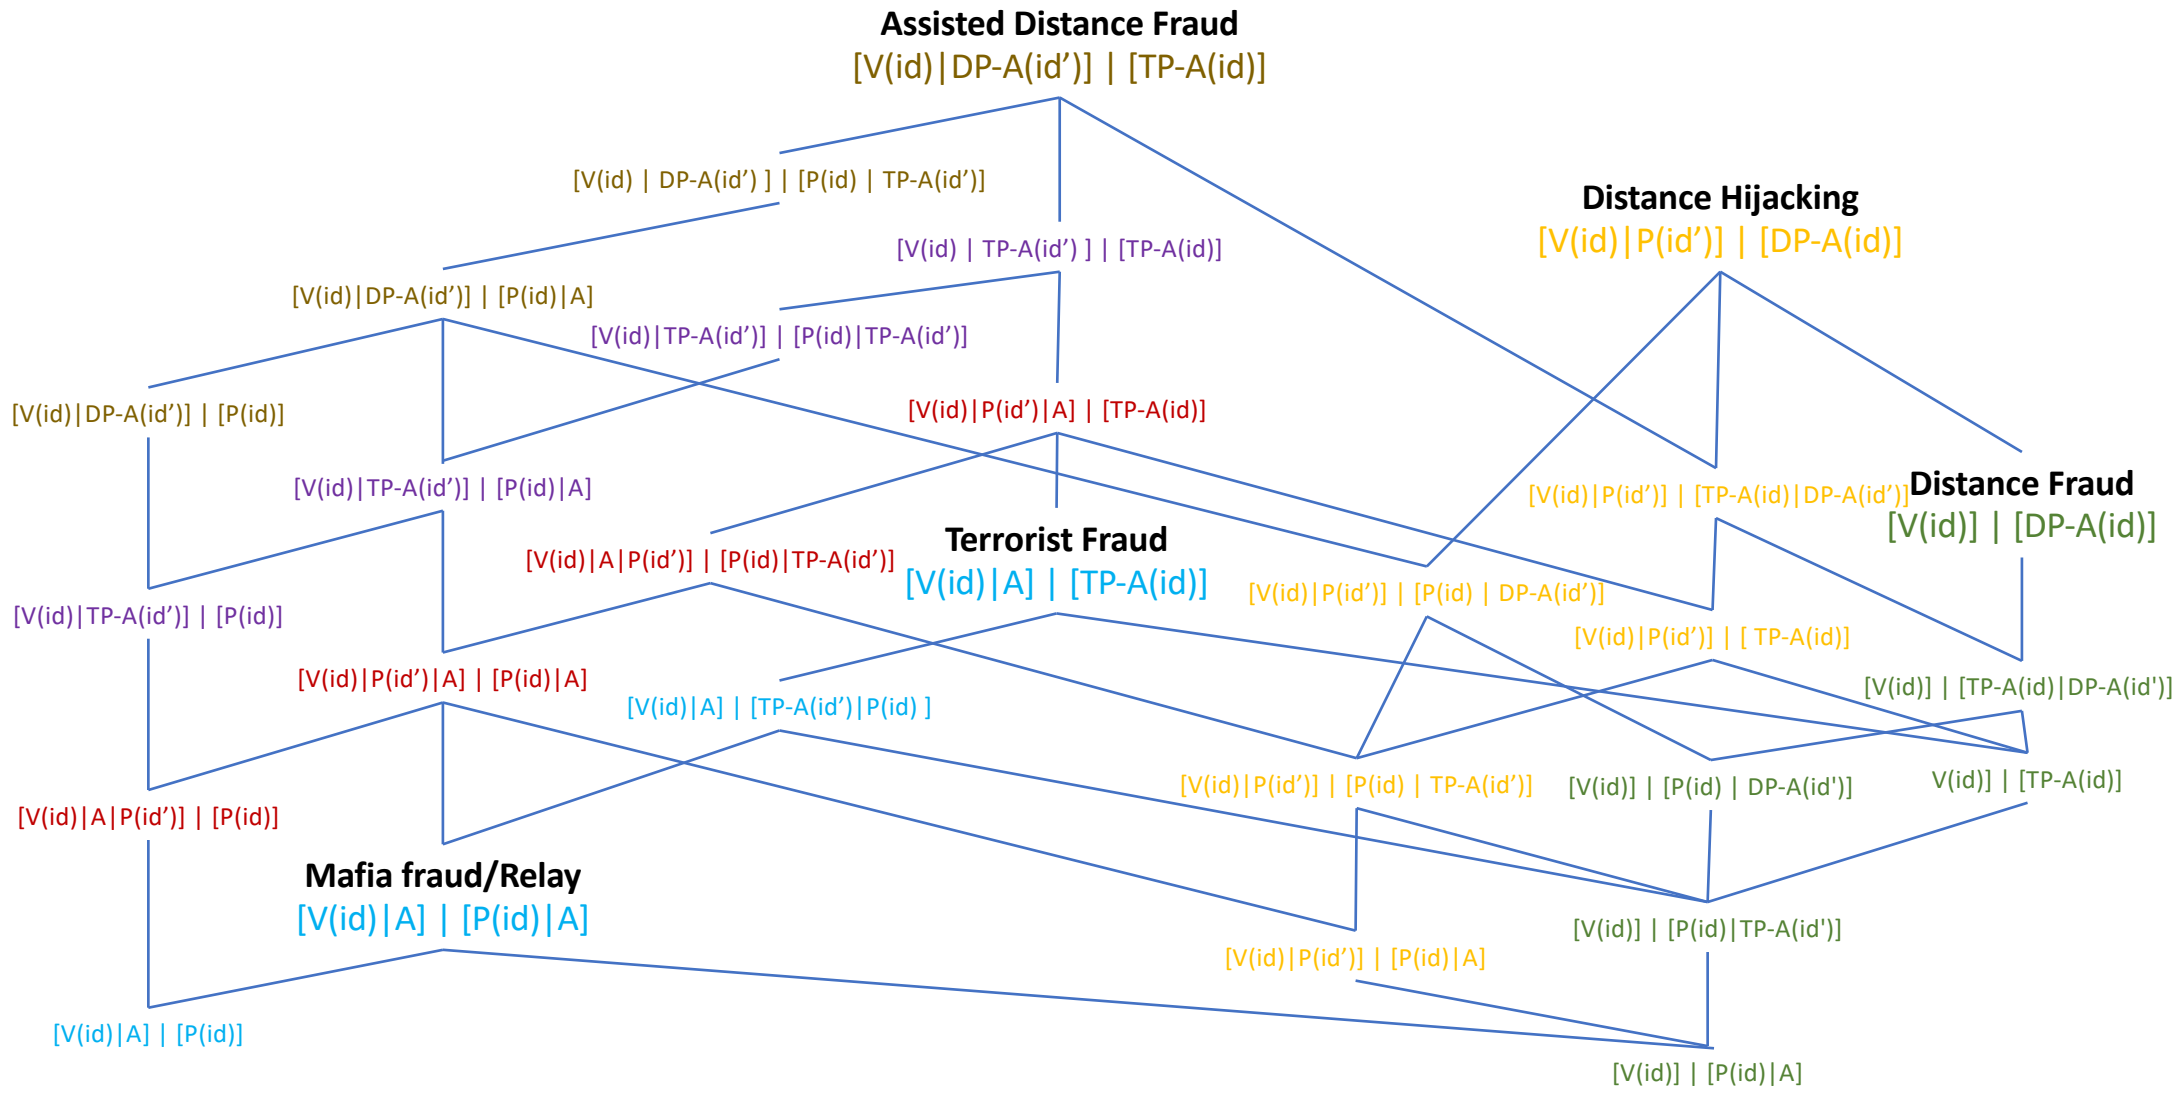 Assisted Distance Fraud
[V(id)|DP-A(id’)] | [TP-A(id)]
[V(id) | DP-A(id’) ] | [P(id) | TP-A(id’)]
Distance Hijacking
[V(id)|P(id’)] | [DP-A(id)]
[V(id) | TP-A(id’) ] | [TP-A(id)]
[V(id)|DP-A(id’)] | [P(id)|A]
[V(id)|TP-A(id’)] | [P(id)|TP-A(id’)]
[V(id)|DP-A(id’)] | [P(id)]
[V(id)|P(id’)|A] | [TP-A(id)]
[V(id)|TP-A(id’)] | [P(id)|A]
[V(id)|P(id’)] | [TP-A(id)|DP-A(id’)]
Distance Fraud
[V(id)] | [DP-A(id)]
[V(id)|A|P(id’)] | [P(id)|TP-A(id’)]
Terrorist Fraud
[V(id)|A] | [TP-A(id)]
[V(id)|P(id’)] | [P(id) | DP-A(id’)]
[V(id)|TP-A(id’)] | [P(id)]
[V(id)|P(id’)] | [ TP-A(id)]
[V(id)|P(id’)|A] | [P(id)|A]
[V(id)|A] | [TP-A(id’)|P(id) ]
[V(id)] | [TP-A(id)|DP-A(id')]
[V(id)|P(id’)] | [P(id) | TP-A(id’)]
[V(id)] | [P(id) | DP-A(id')]
V(id)] | [TP-A(id)]
[V(id)|A|P(id’)] | [P(id)]
Mafia fraud/Relay
[V(id)|A] | [P(id)|A]
[V(id)] | [P(id)|TP-A(id')]
[V(id)|P(id’)] | [P(id)|A]
[V(id)|A] | [P(id)]
[V(id)] | [P(id)|A]